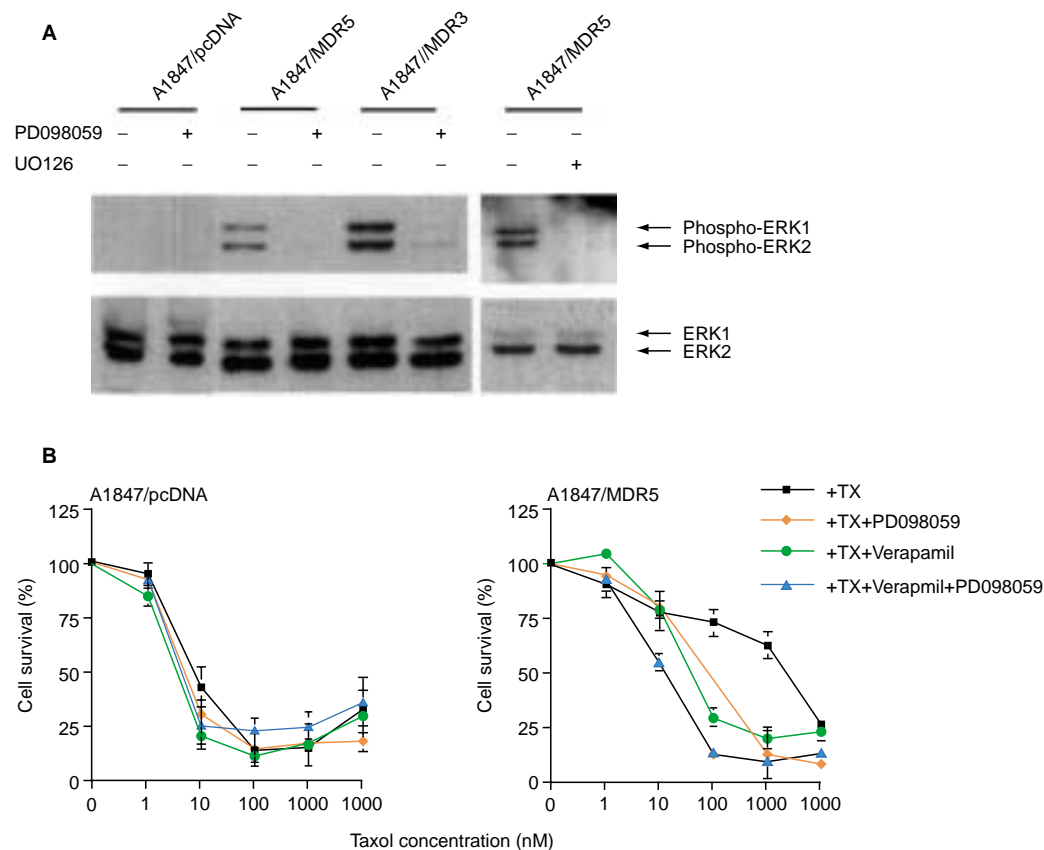 A
A1847/pcDNA
A1847/MDR5
A1847//MDR3
A1847/MDR5
PD098059 – + – + – + – –
UO126 – – – – – – – +
Phospho-ERK1
Phospho-ERK2
ERK1
ERK2
B
A1847/pcDNA
125
100
75
50
25
0
Cell survival (%)
0 1 10 100 1000 1000
A1847/MDR5
125
100
75
50
25
0
Cell survival (%)
0 1 10 100 1000 1000
Taxol concentration (nM)
+TX
+TX+PD098059
+TX+Verapamil
+TX+Verapmil+PD098059